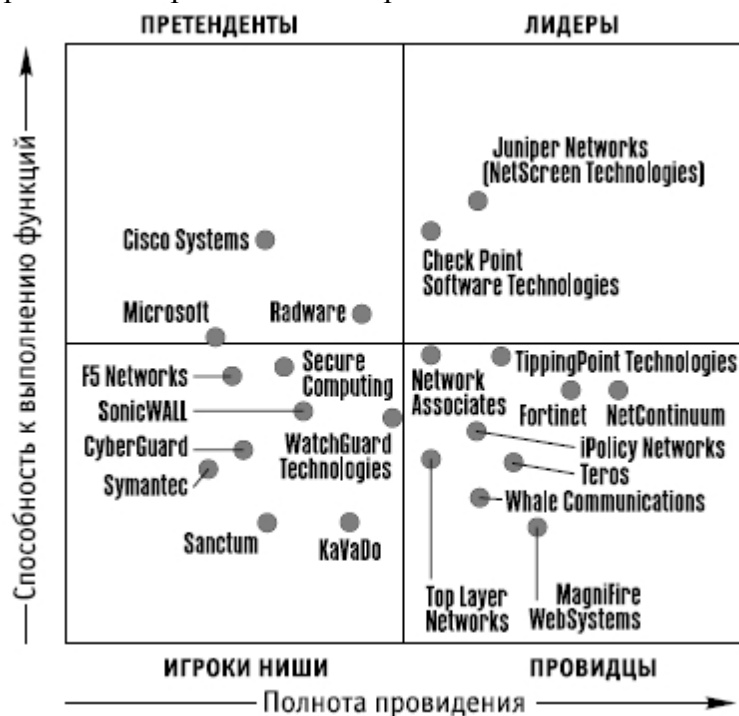 ПРЕТЕНДЕНТЫ
ЛИДЕРЫ
Способность к выполнению функций
Juniper Networks
(NetScreen Technologies)
Cisco Systems
Check Point
Software Technologies
Microsoft
Radware
F5 Networks
Secure
Computing
SonicWALL
CyberGuard
WatchGuard
Technologies
Symantec
Sanctum
KaVaDo
TippingPoint Technologies
Network
Associates
Fortinet
NetContinuum
iPolicy Networks
Teros
Whale Communications
Top Layer
Networks
MagniFire
WebSystems
ИГРОКИ НИШИ
ПРОВИДЦЫ
Полнота провидения